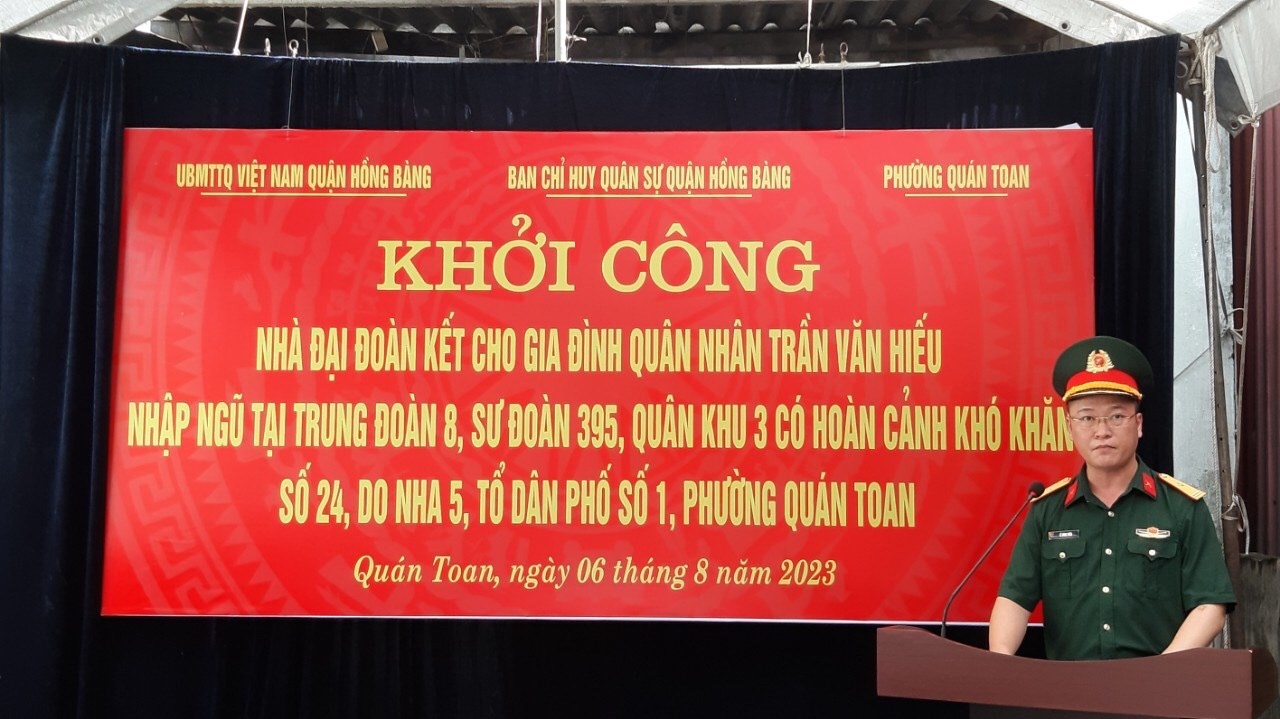 UBMTTQ VIỆT NAM QUẬN HỒNG BÀNG
BAN CHỈ HUY QUÂN SỰ QUẬN HỒNG BÀNG
PHƯỜNG QUÁN TOAN
KHỞI CÔNG
NHÀ ĐẠI ĐOÀN KẾT CHO GIA ĐÌNH QUÂN NHÂN TRẦN VĂN HIẾU
NHẬP NGŨ TẠI TRUNG ĐOÀN 8, SƯ ĐOÀN 395, QUÂN KHU 3 CÓ HOÀN CẢNH KHÓ KHĂN
SỐ 24, DO NHA 5, TỔ DÂN PHỐ SỐ 1, PHƯỜNG QUÁN TOAN
Quán Toan, ngày 06 tháng 8 năm 2023